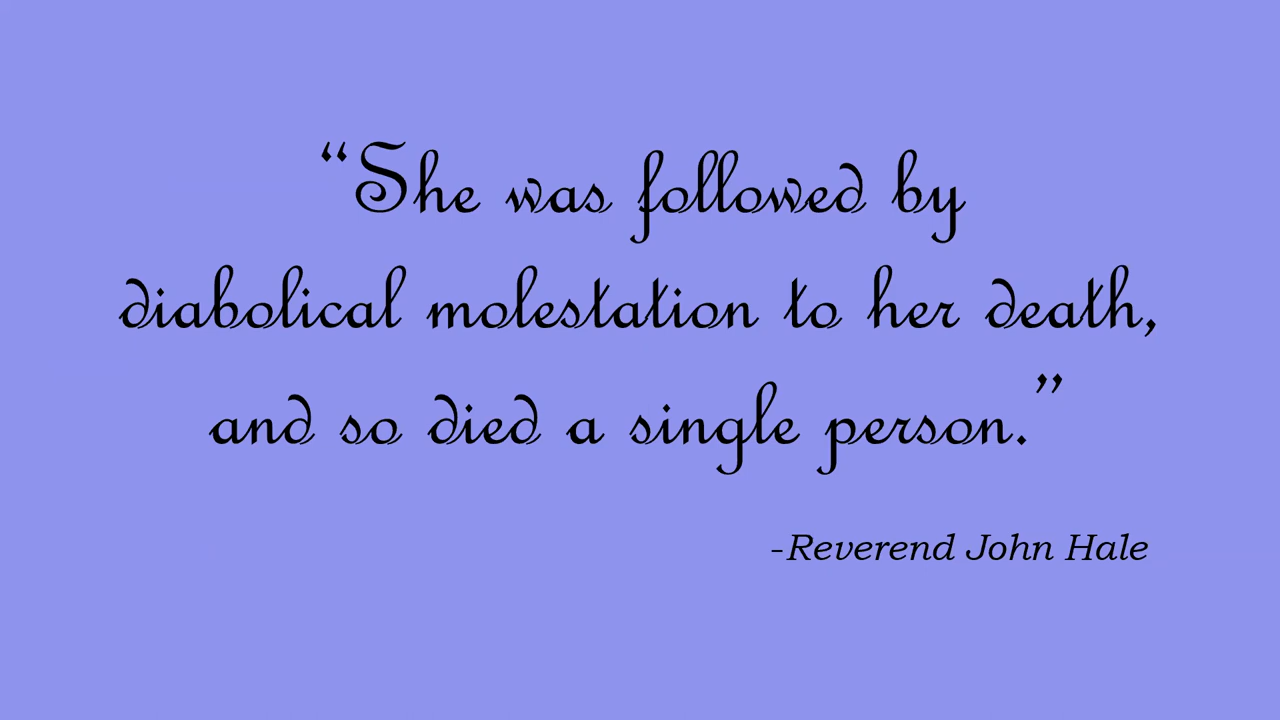 “She was followed by
diabolical molestation to her death,
and so died a single person.”
-Reverend John Hale